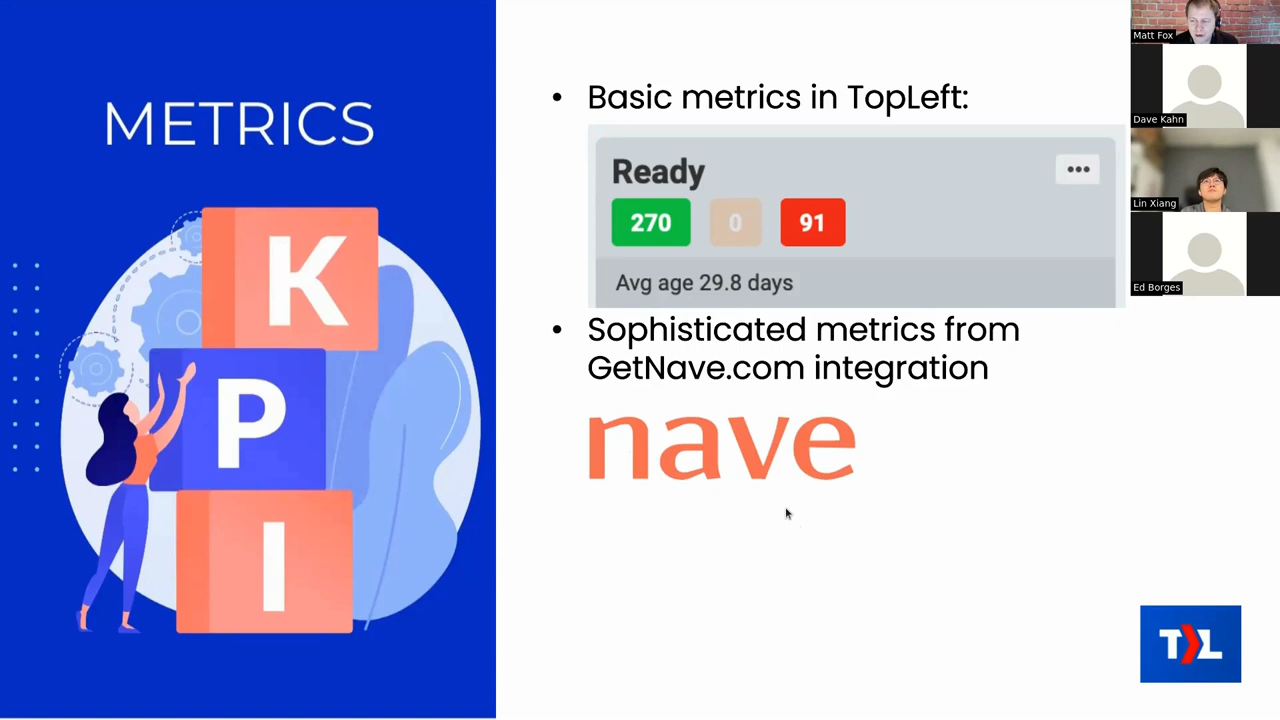 METRICS
K
P
I
• Basic metrics in TopLeft:
Ready
•••
270 0 91
Avg age 29.8 days
• Sophisticated metrics from
GetNave.com integration
nave
TL
Matt Fox
Dave Kahn
Lin Xiang
Ed Borges